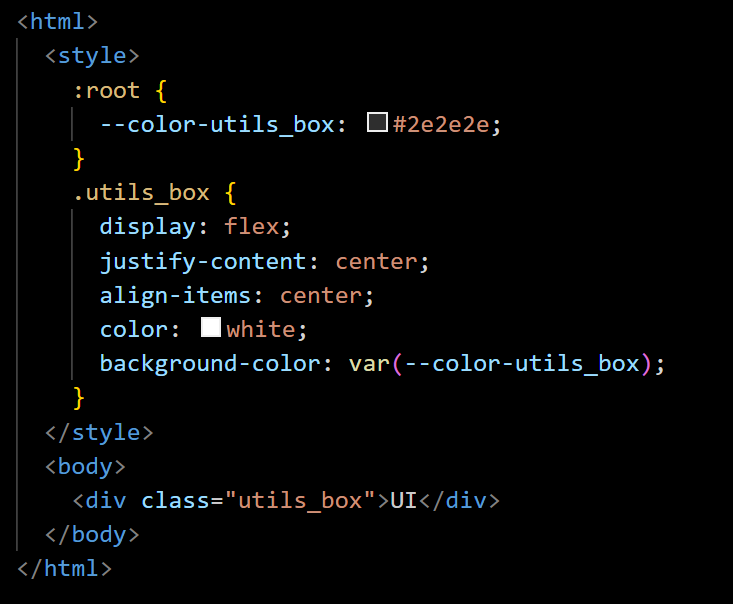 <html>
<style>
:root {
--color-utils_box: #2e2e2e;
}
.utils_box {
display: flex;
justify-content: center;
align-items: center;
color: white;
background-color: var(--color-utils_box);
}
</style>
<body>
<div class="utils_box">UI</div>
</body>
</html>